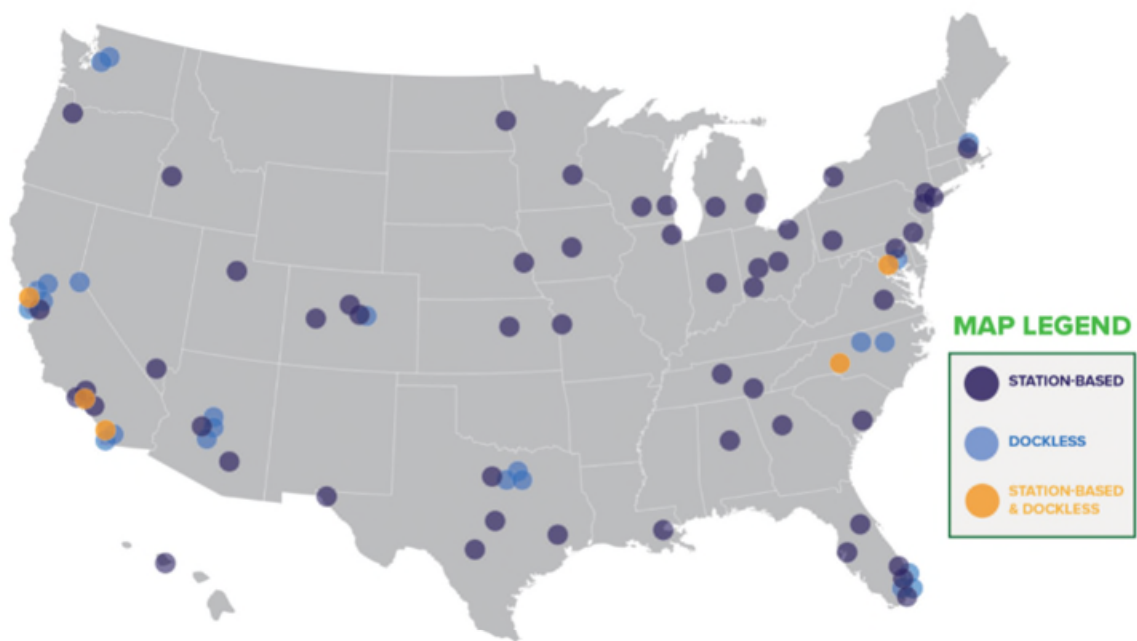 MAP LEGEND
STATION-BASED
DOCKLESS
STATION-BASED
& DOCKLESS